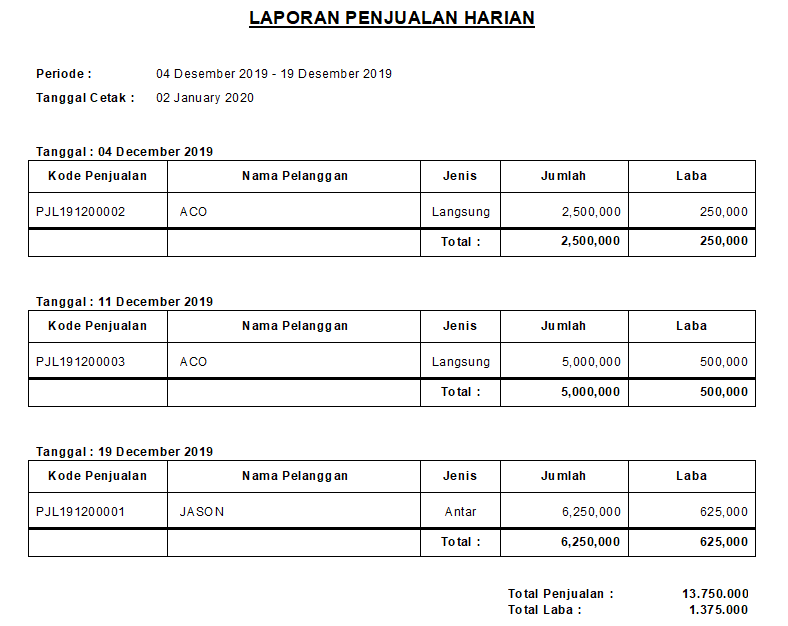 LAPORAN PENJUALAN HARIAN
Periode : 04 Desember 2019 - 19 Desember 2019
Tanggal Cetak : 02 January 2020
Tanggal : 04 December 2019
Kode Penjualan Nama Pelanggan Jenis Jumlah Laba
PJL191200002 ACO Langsung 2,500,000 250,000
Total : 2,500,000 250,000
Tanggal : 11 December 2019
Kode Penjualan Nama Pelanggan Jenis Jumlah Laba
PJL191200003 ACO Langsung 5,000,000 500,000
Total : 5,000,000 500,000
Tanggal : 19 December 2019
Kode Penjualan Nama Pelanggan Jenis Jumlah Laba
PJL191200001 JASON Antar 6,250,000 625,000
Total : 6,250,000 625,000
Total Penjualan : 13.750.000
Total Laba : 1.375.000